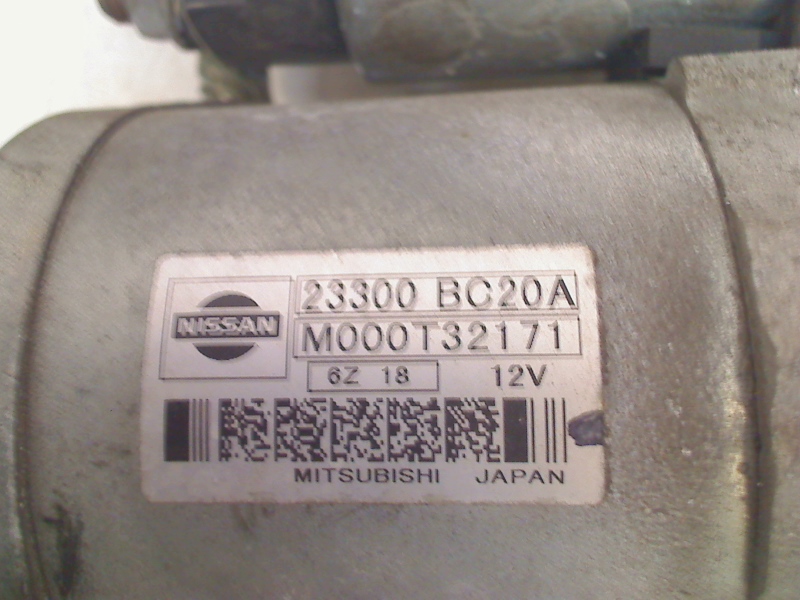 NISSAN
23300 BC20A
M000T32171
6Z 18 12V
MITSUBISHI JAPAN